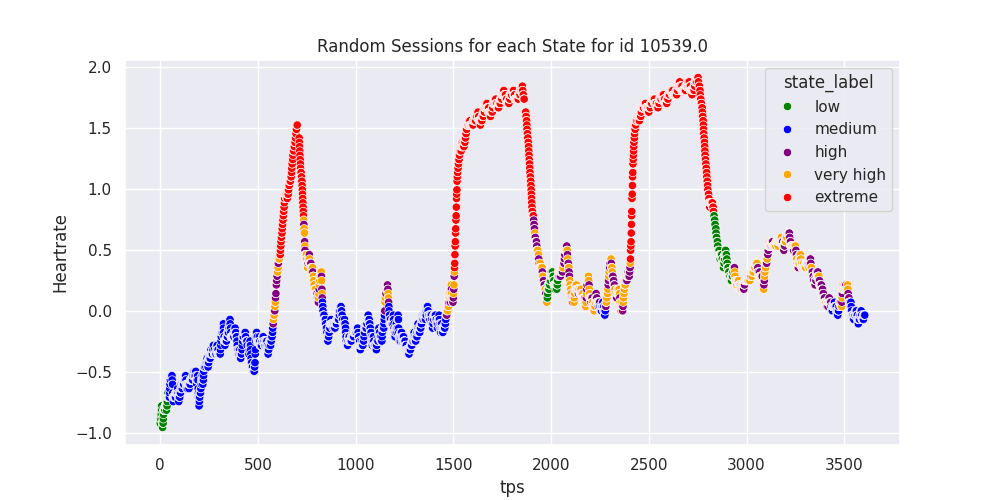 Random Sessions for each State for id 10539.0
Heartrate
2.0
1.5
1.0
0.5
0.0
−0.5
−1.0
state_label
low
medium
high
very high
extreme
0
500
1000
1500
2000
2500
3000
3500
tps